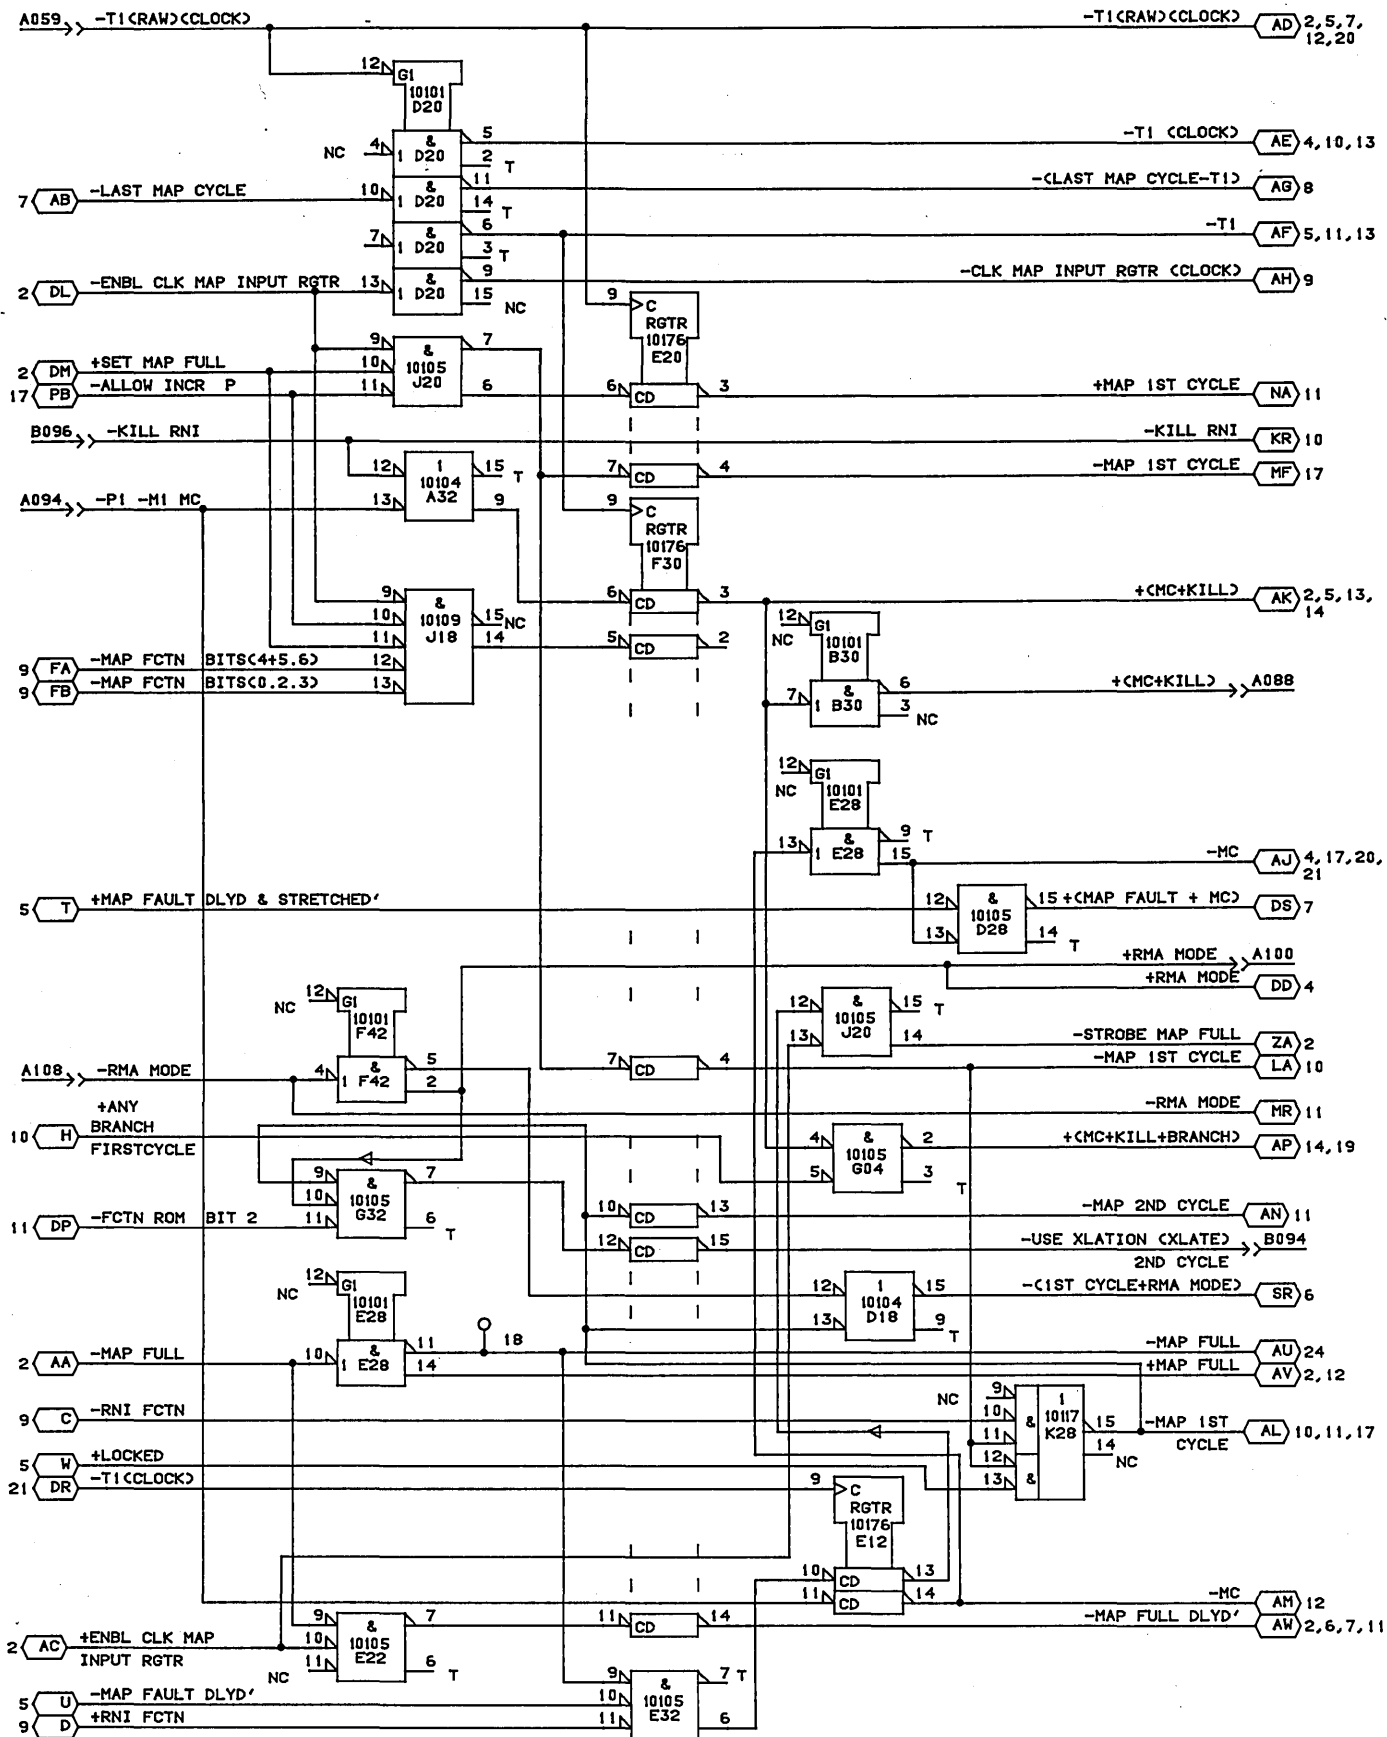 A059 -T1(RAW)(CLOCK) -T1(RAW)(CLOCK) AD 2,5,7,
12,20
12 G1
10101
D20
&
NC 4 1 D20 5 -T1 (CLOCK) AE 4,10,13
2 T
7 AB -LAST MAP CYCLE 10 & 1 D20 11 -(LAST MAP CYCLE-T1) AG 8
14 T
7 & 1 D20 6 -T1 AF 5,11,13
3 T
2 DL -ENBL CLK MAP INPUT RGTR 13 & 1 D20 9 -CLK MAP INPUT RGTR (CLOCK) AH 9
15 NC
9 C
RGTR
10176
E20
2 DM +SET MAP FULL
17 PB -ALLOW INCR P
9 10 11 & 10105 J20 7 6
6 CD 3 +MAP 1ST CYCLE NA 11
B096 -KILL RNI -KILL RNI KR 10
12 13 1 10104 A32 15 T 9
7 CD 4 -MAP 1ST CYCLE MF 17
A094 -P1 -M1 MC
9 C
RGTR
10176
F30
6 CD 3 +(MC+KILL) AK 2,5,13,
14
9 10 11 12 13 & 10109 J18 15 NC 14
5 CD 2
9 FA -MAP FCTN BITS(4+5.6)
9 FB -MAP FCTN BITS(0.2.3)
12 NC G1
10101
B30
7 & 1 B30 6 +(MC+KILL) A088
3 NC
12 NC G1
10101
E28
13 & 1 E28 9 T
15 -MC AJ 4,17,20,
21
5 T +MAP FAULT DLYD & STRETCHED'
12 13 & 10105 D28 15 +(MAP FAULT + MC) DS 7
14 T
+RMA MODE A100
+RMA MODE DD 4
12 NC G1
10101
F42
12 13 & 10105 J20 15 T
14 -STROBE MAP FULL ZA 2
A108 -RMA MODE 4 & 1 F42 5 2
7 CD 4 -MAP 1ST CYCLE LA 10
-RMA MODE MR 11
10 H +ANY
BRANCH
FIRSTCYCLE
4 5 & 10105 G04 2 +(MC+KILL+BRANCH) AP 14,19
3 T
9 10 11 & 10105 G32 7
6 T
11 DP -FCTN ROM BIT 2
10 CD 13 -MAP 2ND CYCLE AN 11
12 CD 15 -USE XLATION (XLATE) B094
2ND CYCLE
12 NC G1
10101
E28
12 13 1 10104 D18 15 -(1ST CYCLE+RMA MODE) SR 6
9 T
2 AA -MAP FULL 10 & 1 E28 11 18 -MAP FULL AU 24
14 +MAP FULL AV 2,12
9 C -RNI FCTN
NC 9 10 11 12 13 & & 1 10117 K28 15 -MAP 1ST AL 10,11,17
CYCLE
14 NC
5 W +LOCKED
21 DR -T1(CLOCK)
9 C
RGTR
10176
E12
10 CD 13
11 CD 14 -MC AM 12
9 10 11 NC & 10105 E22 7
6 T
11 CD 14 -MAP FULL DLYD' AW 2,6,7,11
2 AC +ENBL CLK MAP
INPUT RGTR
5 U -MAP FAULT DLYD'
9 D +RNI FCTN
9 10 11 & 10105 E32 7 T
6